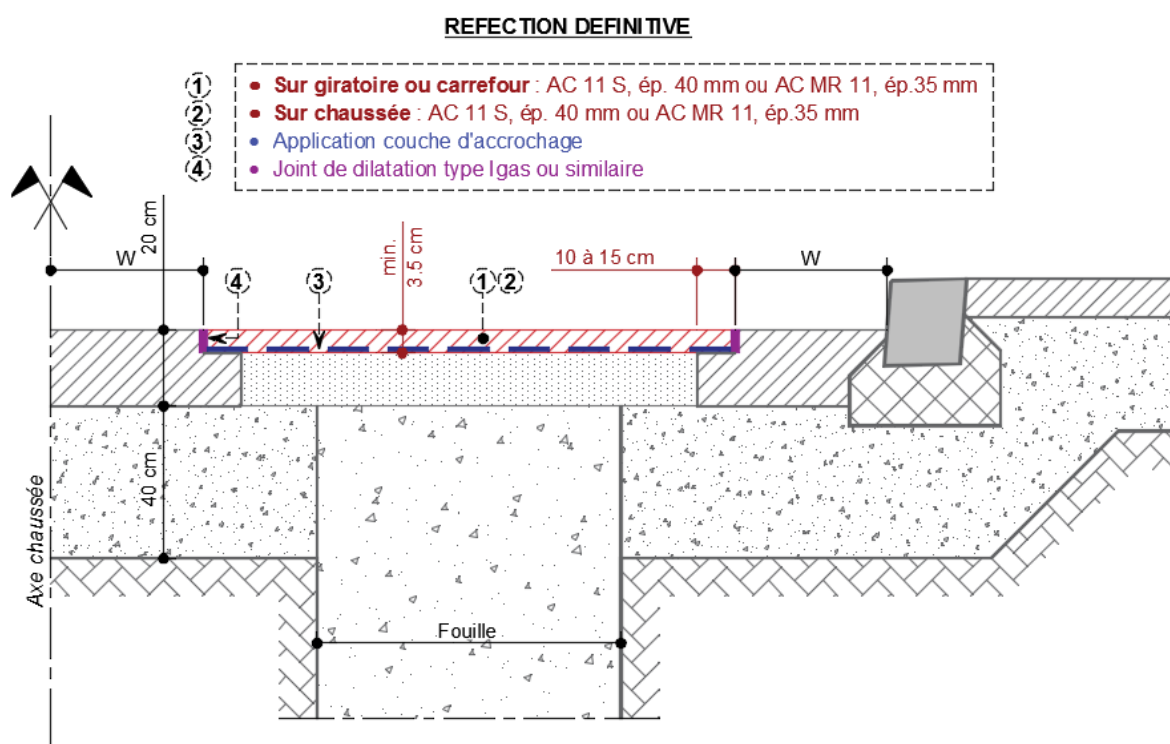 REFECTION DEFINITIVE
1 • Sur giratoire ou carrefour : AC 11 S, ép. 40 mm ou AC MR 11, ép.35 mm
2 • Sur chaussée : AC 11 S, ép. 40 mm ou AC MR 11, ép.35 mm
3 • Application couche d'accrochage
4 • Joint de dilatation type Igas ou similaire
W
20 cm
min.
3.5 cm
10 à 15 cm
W
4
3
1 2
40 cm
Axe chaussée
Fouille